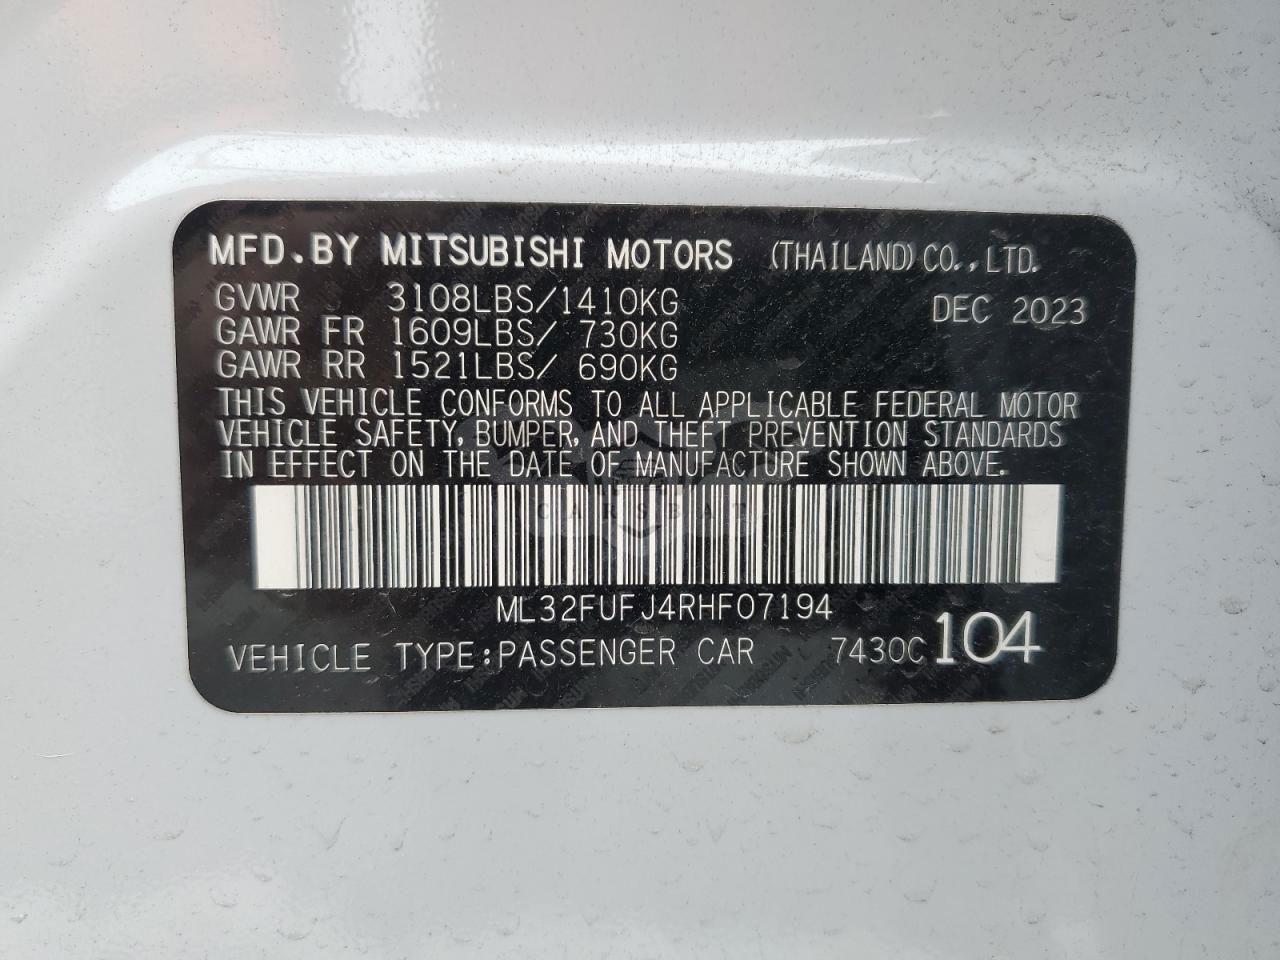 MFD.BY MITSUBISHI MOTORS (THAILAND) CO.,LTD.
GVWR 3108LBS/1410KG DEC 2023
GAWR FR 1609LBS/ 730KG
GAWR RR 1521LBS/ 690KG
THIS VEHICLE CONFORMS TO ALL APPLICABLE FEDERAL MOTOR
VEHICLE SAFETY, BUMPER, AND THEFT PREVENTION STANDARDS
IN EFFECT ON THE DATE OF MANUFACTURE SHOWN ABOVE.
CARSBAT
ML32FUFJ4RHF07194
VEHICLE TYPE:PASSENGER CAR 7430C 104